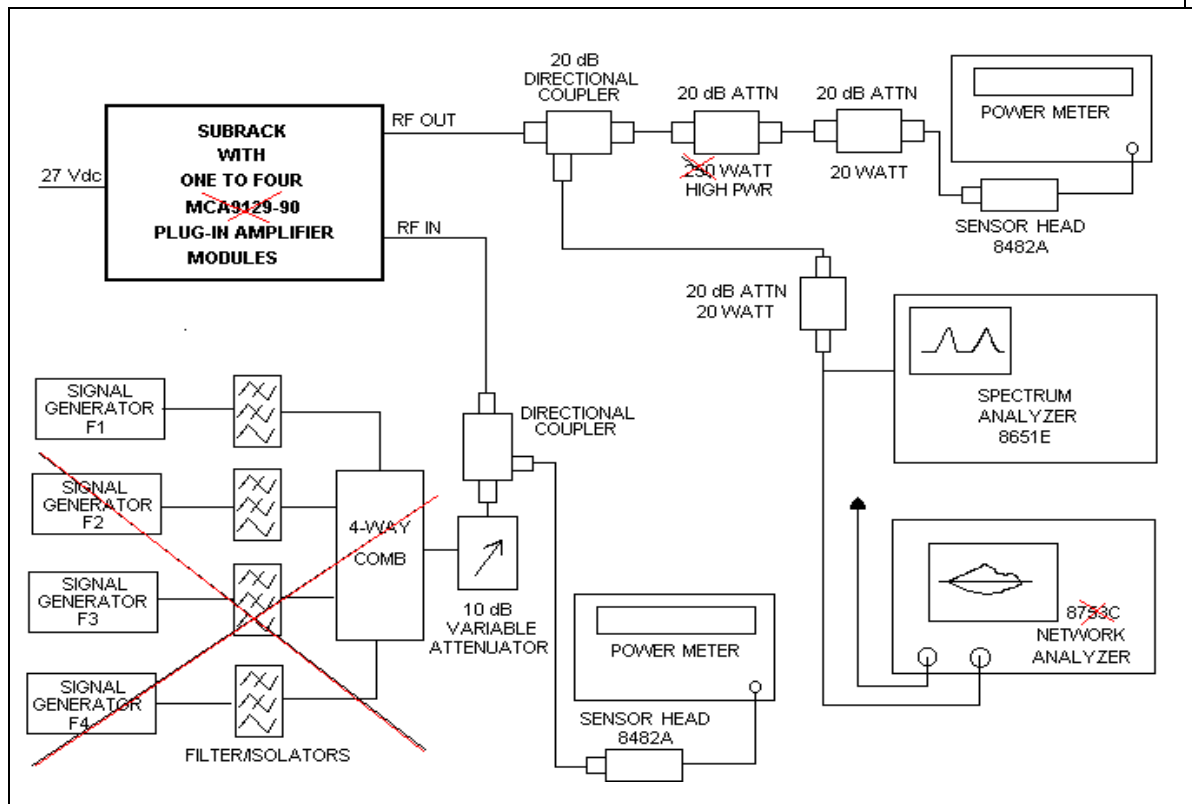 20 dB
DIRECTIONAL
COUPLER
20 dB ATTN
20 dB ATTN
POWER METER
SUBRACK
WITH
ONE TO FOUR
MCA9129-90
PLUG-IN AMPLIFIER
MODULES
RF OUT
27 Vdc
RF IN
250 WATT
HIGH PWR
20 WATT
SENSOR HEAD
8482A
20 dB ATTN
20 WATT
SPECTRUM
ANALYZER
8651E
SIGNAL
GENERATOR
F1
SIGNAL
GENERATOR
F2
SIGNAL
GENERATOR
F3
SIGNAL
GENERATOR
F4
FILTER/ISOLATORS
4-WAY
COMB
DIRECTIONAL
COUPLER
10 dB
VARIABLE
ATTENUATOR
POWER METER
SENSOR HEAD
8482A
8753C
NETWORK
ANALYZER